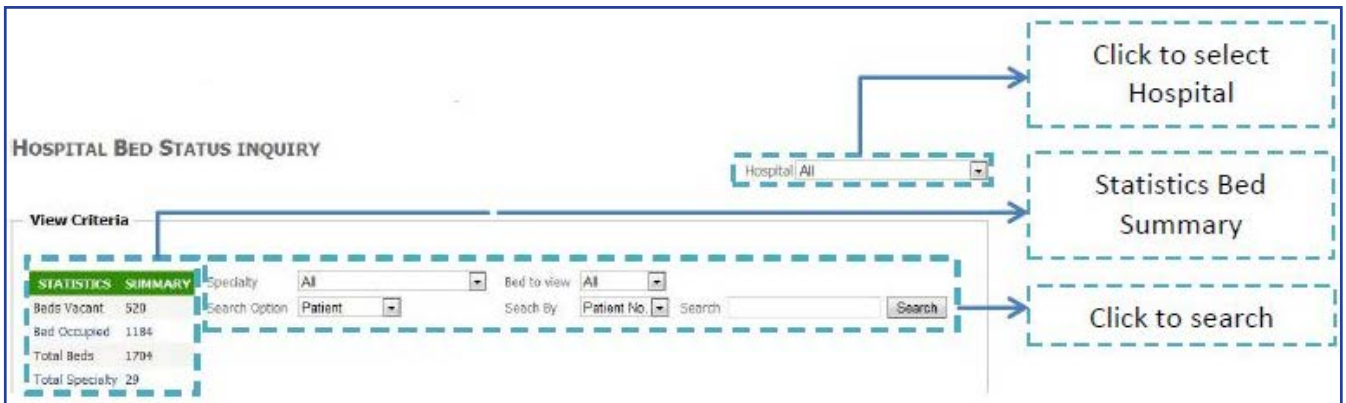 Click to select
Hospital
HOSPITAL BED STATUS INQUIRY
Hospital All
Statistics Bed
Summary
View Criteria
STATISTICS SUMMARY
Specialty All Bed to view All
Beds Vacant 520
Search Option Patient Seach By Patient No. Search Search
Click to search
Bed Occupied 1184
Total Beds 1704
Total Specialty 29